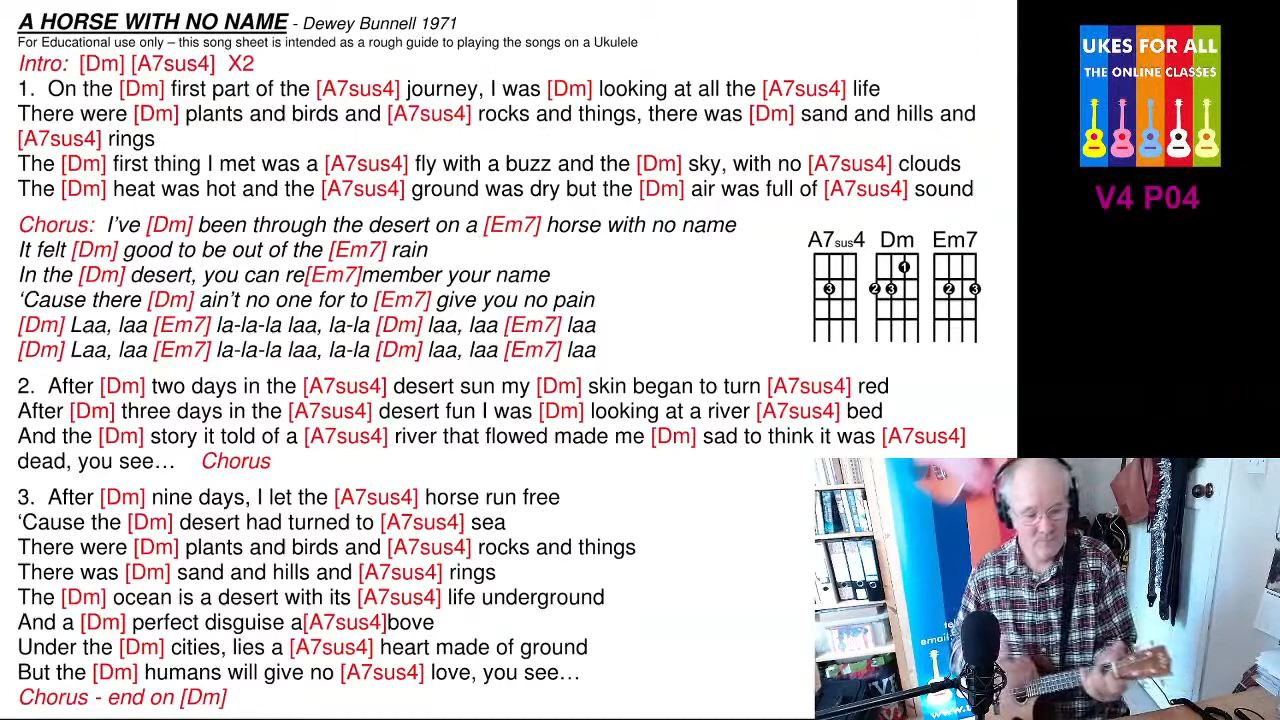 A HORSE WITH NO NAME - Dewey Bunnell 1971
For Educational use only – this song sheet is intended as a rough guide to playing the songs on a Ukulele
Intro: [Dm] [A7sus4] X2
1. On the [Dm] first part of the [A7sus4] journey, I was [Dm] looking at all the [A7sus4] life
There were [Dm] plants and birds and [A7sus4] rocks and things, there was [Dm] sand and hills and
[A7sus4] rings
The [Dm] first thing I met was a [A7sus4] fly with a buzz and the [Dm] sky, with no [A7sus4] clouds
The [Dm] heat was hot and the [A7sus4] ground was dry but the [Dm] air was full of [A7sus4] sound
Chorus: I’ve [Dm] been through the desert on a [Em7] horse with no name
It felt [Dm] good to be out of the [Em7] rain
In the [Dm] desert, you can re[Em7]member your name
‘Cause there [Dm] ain’t no one for to [Em7] give you no pain
[Dm] Laa, laa [Em7] la-la-la laa, la-la [Dm] laa, laa [Em7] laa
[Dm] Laa, laa [Em7] la-la-la laa, la-la [Dm] laa, laa [Em7] laa
2. After [Dm] two days in the [A7sus4] desert sun my [Dm] skin began to turn [A7sus4] red
After [Dm] three days in the [A7sus4] desert fun I was [Dm] looking at a river [A7sus4] bed
And the [Dm] story it told of a [A7sus4] river that flowed made me [Dm] sad to think it was [A7sus4]
dead, you see… Chorus
3. After [Dm] nine days, I let the [A7sus4] horse run free
‘Cause the [Dm] desert had turned to [A7sus4] sea
There were [Dm] plants and birds and [A7sus4] rocks and things
There was [Dm] sand and hills and [A7sus4] rings
The [Dm] ocean is a desert with its [A7sus4] life underground
And a [Dm] perfect disguise a[A7sus4]bove
Under the [Dm] cities, lies a [A7sus4] heart made of ground
But the [Dm] humans will give no [A7sus4] love, you see…
Chorus - end on [Dm]
A7sus4 Dm Em7
3 1 2 3 2 3
UKES FOR ALL
THE ONLINE CLASSES
V4 P04